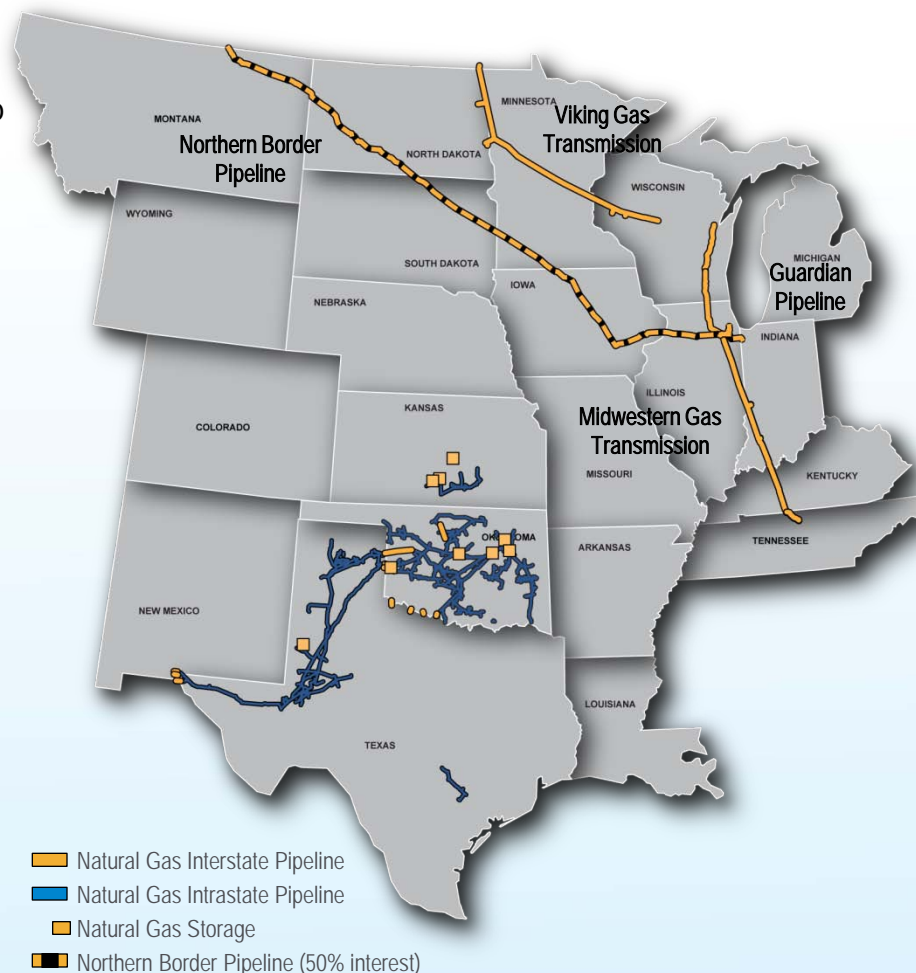 MONTANA
Northern Border
Pipeline
NORTH DAKOTA
MINNESOTA
Viking Gas
Transmission
WISCONSIN
WYOMING
SOUTH DAKOTA
MICHIGAN
Guardian
Pipeline
NEBRASKA
IOWA
INDIANA
ILLINOIS
COLORADO
KANSAS
Midwestern Gas
Transmission
MISSOURI
KENTUCKY
TENNESSEE
ARKANSAS
NEW MEXICO
LOUISIANA
TEXAS
Natural Gas Interstate Pipeline
Natural Gas Intrastate Pipeline
Natural Gas Storage
Northern Border Pipeline (50% interest)